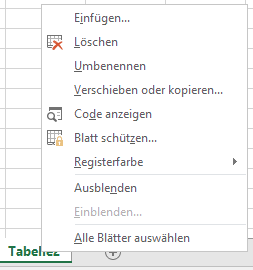 Einfügen...
Löschen
Umbenennen
Verschieben oder kopieren...
Code anzeigen
Blatt schützen...
Registerfarbe
Ausblenden
Einblenden...
Alle Blätter auswählen
Tabelle2